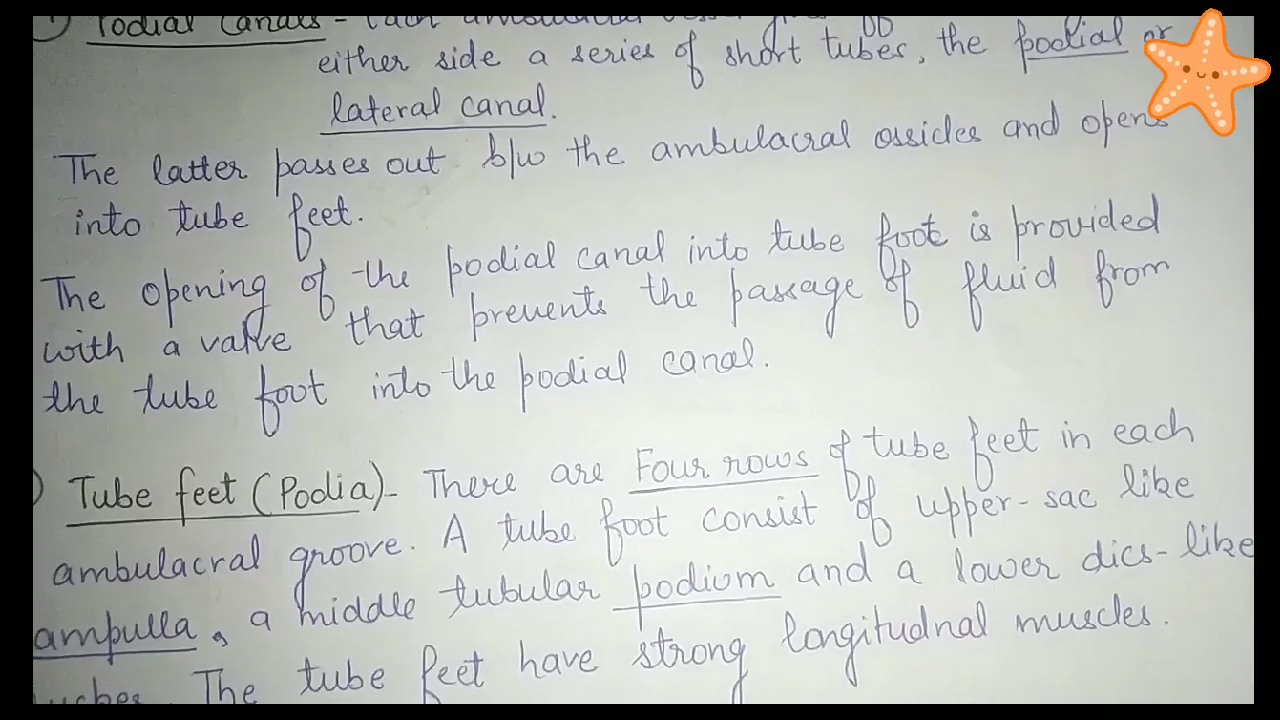 Podial Canals - Each ambulacral
either side a series of short tubes, the podial or
lateral canal.
The latter passes out b/w the ambulacral ossicles and opens
into tube feet.
The opening of the podial canal into tube foot is provided
with a valve that prevents the passage of fluid from
the tube foot into the podial canal.
) Tube feet (Podia)- There are Four rows of tube feet in each
ambulacral groove. A tube foot consist of upper-sac like
ampulla, a middle tubular podium and a lower dics-like
The tube feet have strong longitudnal muscles.